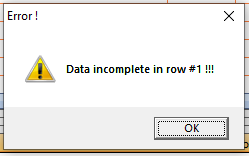 Error !
Data incomplete in row #1 !!!
OK